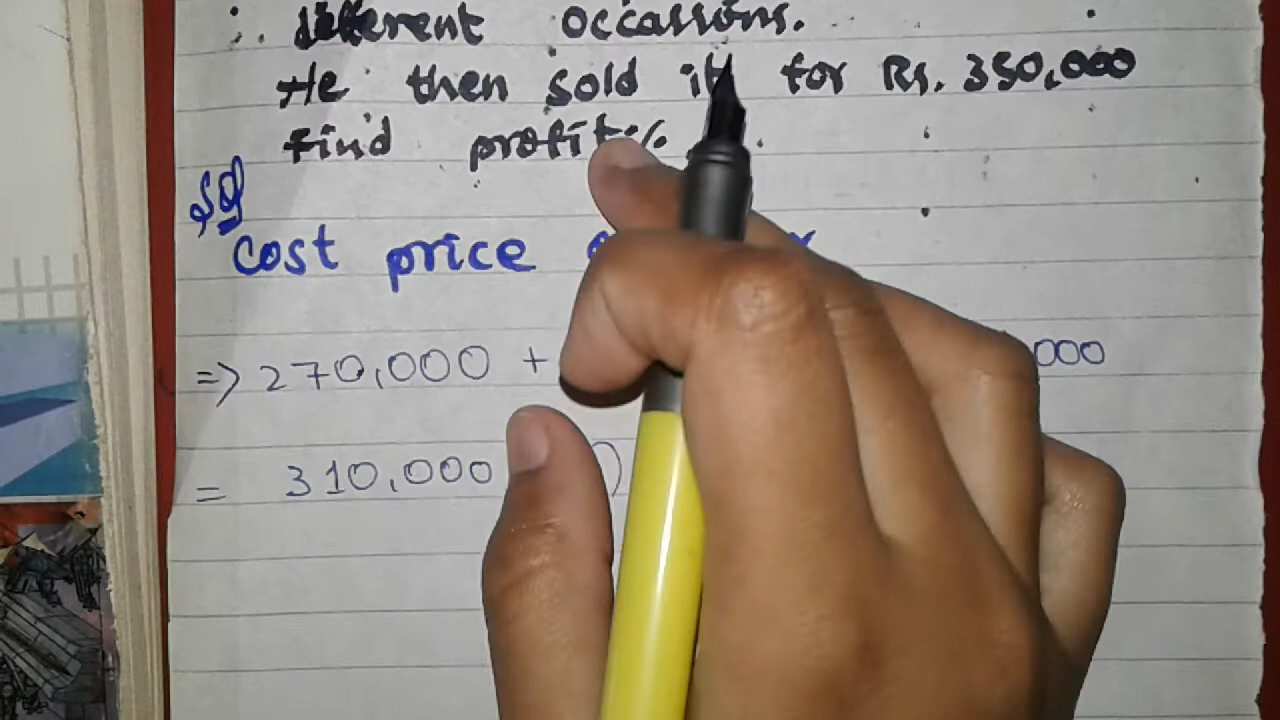 ∴ different occassions.
He then sold it for Rs. 350,000
find profit%.
Sol
Cost price
=> 270,000 + 000
= 310,000 )